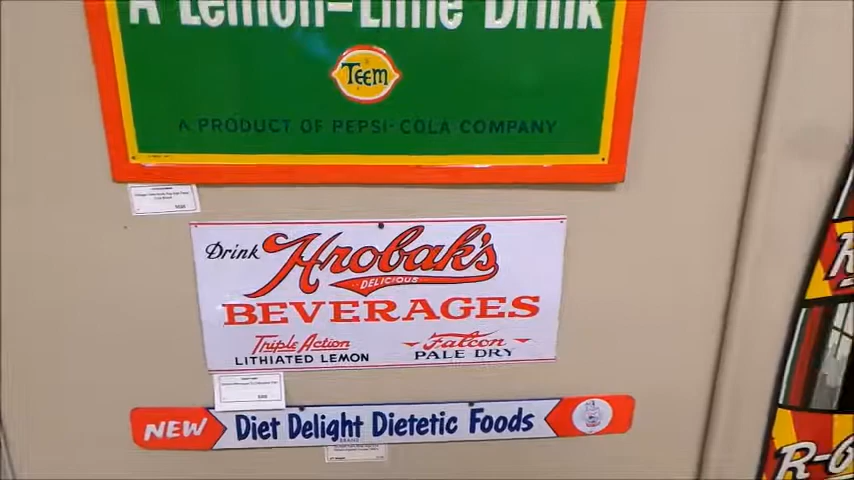 A Lemon-Lime Drink
TEEM
A PRODUCT OF PEPSI-COLA COMPANY
Drink HROBAK'S
DELICIOUS
BEVERAGES
Triple Action Falcon
LITHIATED LEMON PALE DRY
NEW Diet Delight Dietetic Foods
BRAND